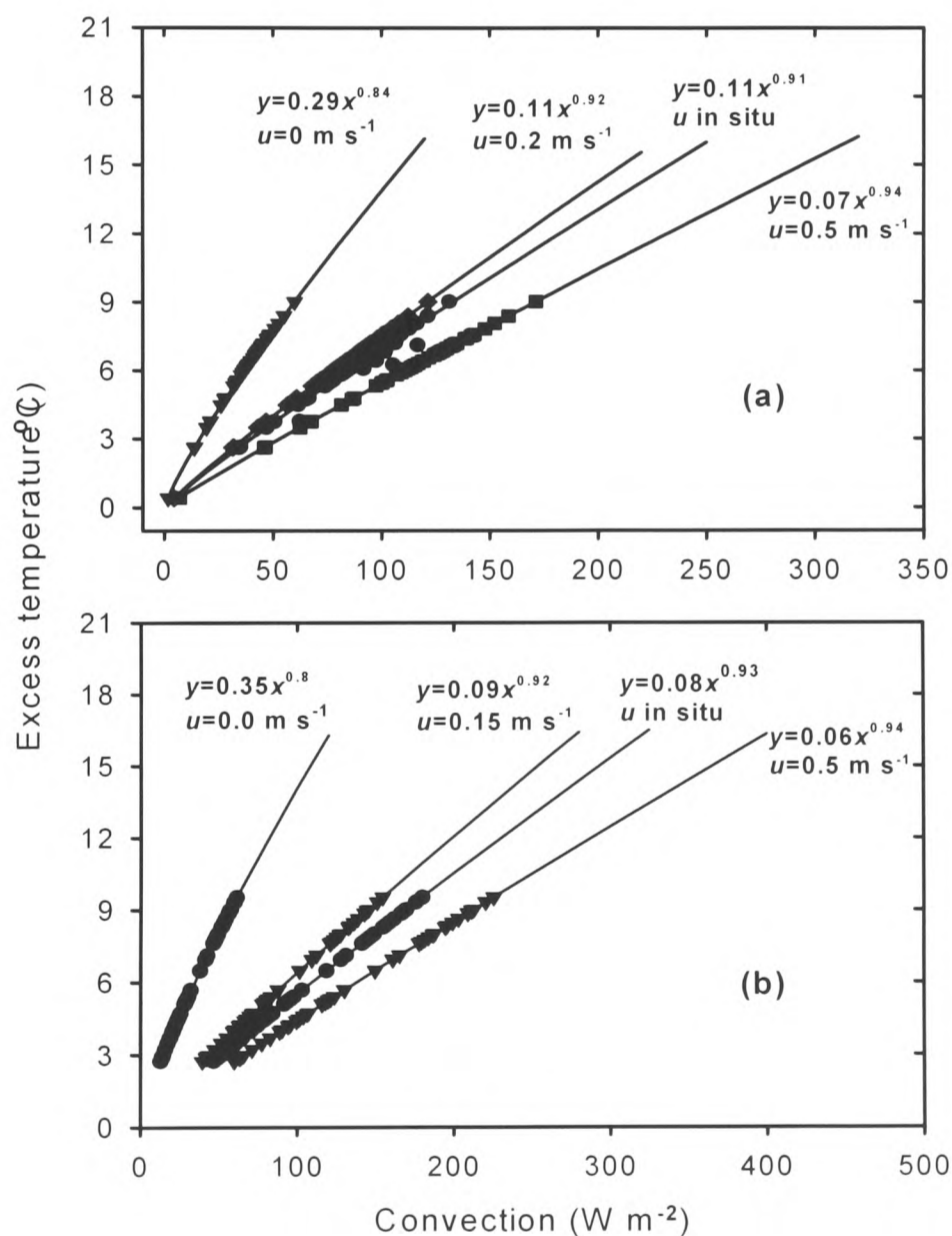 21
18
15
12
9
6
3
0
y=0.29x^0.84
u=0 m s^-1
y=0.11x^0.92
u=0.2 m s^-1
y=0.11x^0.91
u in situ
y=0.07x^0.94
u=0.5 m s^-1
(a)
0 50 100 150 200 250 300 350
Excess temperature (℃)
21
18
15
12
9
6
3
0
y=0.35x^0.8
u=0.0 m s^-1
y=0.09x^0.92
u=0.15 m s^-1
y=0.08x^0.93
u in situ
y=0.06x^0.94
u=0.5 m s^-1
(b)
0 100 200 300 400 500
Convection (W m^-2)